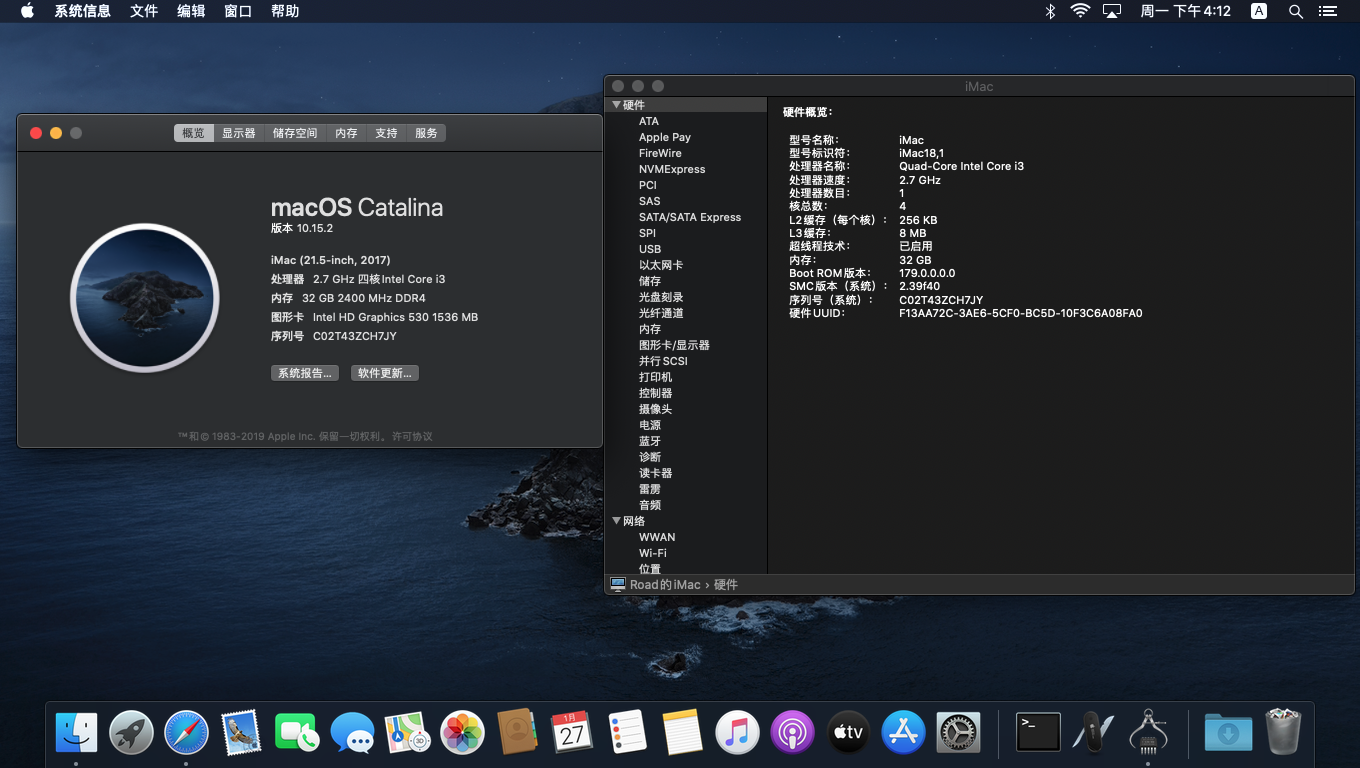 系统信息 文件 编辑 窗口 帮助 周一 下午4:12 A
概览 显示器 储存空间 内存 支持 服务
macOS Catalina
版本 10.15.2
iMac (21.5-inch, 2017)
处理器 2.7 GHz 四核Intel Core i3
内存 32 GB 2400 MHz DDR4
图形卡 Intel HD Graphics 530 1536 MB
序列号 C02T43ZCH7JY
系统报告... 软件更新...
™和© 1983-2019 Apple Inc. 保留一切权利。许可协议
iMac
硬件
ATA
Apple Pay
FireWire
NVMExpress
PCI
SAS
SATA/SATA Express
SPI
USB
以太网卡
储存
光盘刻录
光纤通道
内存
图形卡/显示器
并行SCSI
打印机
控制器
摄像头
电源
蓝牙
诊断
读卡器
雷雳
音频
网络
WWAN
Wi-Fi
位置
硬件概览：
型号名称： iMac
型号标识符： iMac18,1
处理器名称： Quad-Core Intel Core i3
处理器速度： 2.7 GHz
处理器数目： 1
核总数： 4
L2缓存（每个核）： 256 KB
L3缓存： 8 MB
超线程技术： 已启用
内存： 32 GB
Boot ROM版本： 179.0.0.0.0
SMC版本（系统）： 2.39f40
序列号（系统）： C02T43ZCH7JY
硬件UUID： F13AA72C-3AE6-5CF0-BC5D-10F3C6A08FA0
Road的iMac › 硬件
1月
27
3D
tv
>_